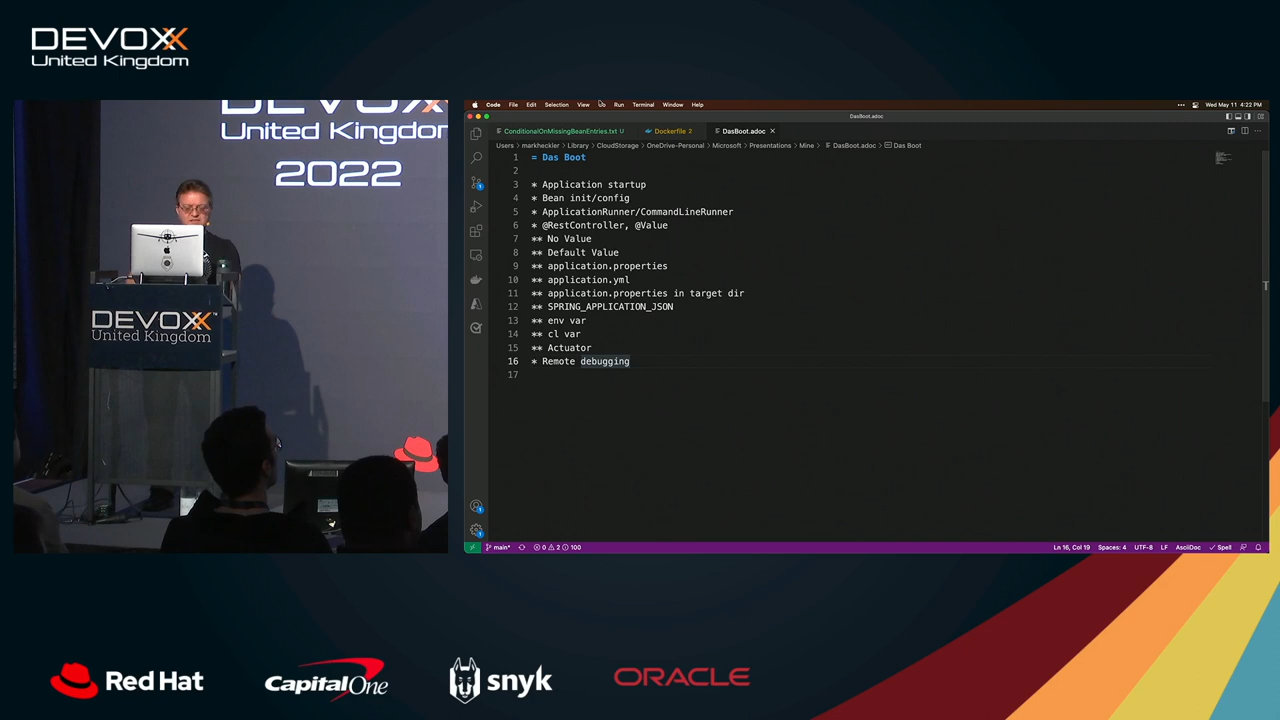 DEVOXX
United Kingdom
DEVOXX
United Kingdom
2022
DEVOXX™
United Kingdom
Code File Edit Selection View Go Run Terminal Window Help
Wed May 11 4:22 PM
DasBoot.adoc
ConditionalOnMissingBeanEntries.txt U
Dockerfile 2
DasBoot.adoc
Users > markheckler > Library > CloudStorage > OneDrive-Personal > Microsoft > Presentations > Mine > DasBoot.adoc > Das Boot
1 = Das Boot
2
3 * Application startup
4 * Bean init/config
5 * ApplicationRunner/CommandLineRunner
6 * @RestController, @Value
7 ** No Value
8 ** Default Value
9 ** application.properties
10 ** application.yml
11 ** application.properties in target dir
12 ** SPRING_APPLICATION_JSON
13 ** env var
14 ** cl var
15 ** Actuator
16 * Remote debugging
17
main* 0 2 100
Ln 16, Col 19 Spaces: 4 UTF-8 LF AsciiDoc Spell
Red Hat
Capital One
snyk
ORACLE